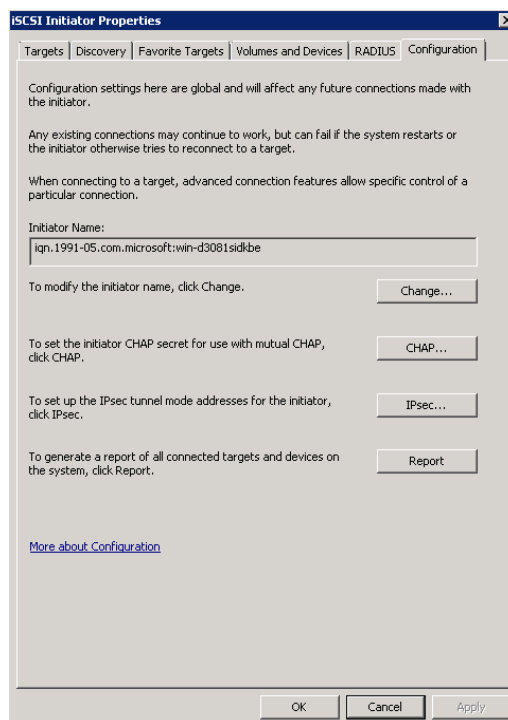 iSCSI Initiator Properties
Targets Discovery Favorite Targets Volumes and Devices RADIUS Configuration
Configuration settings here are global and will affect any future connections made with
the initiator.
Any existing connections may continue to work, but can fail if the system restarts or
the initiator otherwise tries to reconnect to a target.
When connecting to a target, advanced connection features allow specific control of a
particular connection.
Initiator Name:
iqn.1991-05.com.microsoft:win-d3081sidkbe
To modify the initiator name, click Change.
Change...
To set the initiator CHAP secret for use with mutual CHAP,
click CHAP.
CHAP...
To set up the IPsec tunnel mode addresses for the initiator,
click IPsec.
IPsec...
To generate a report of all connected targets and devices on
the system, click Report.
Report
More about Configuration
OK Cancel Apply